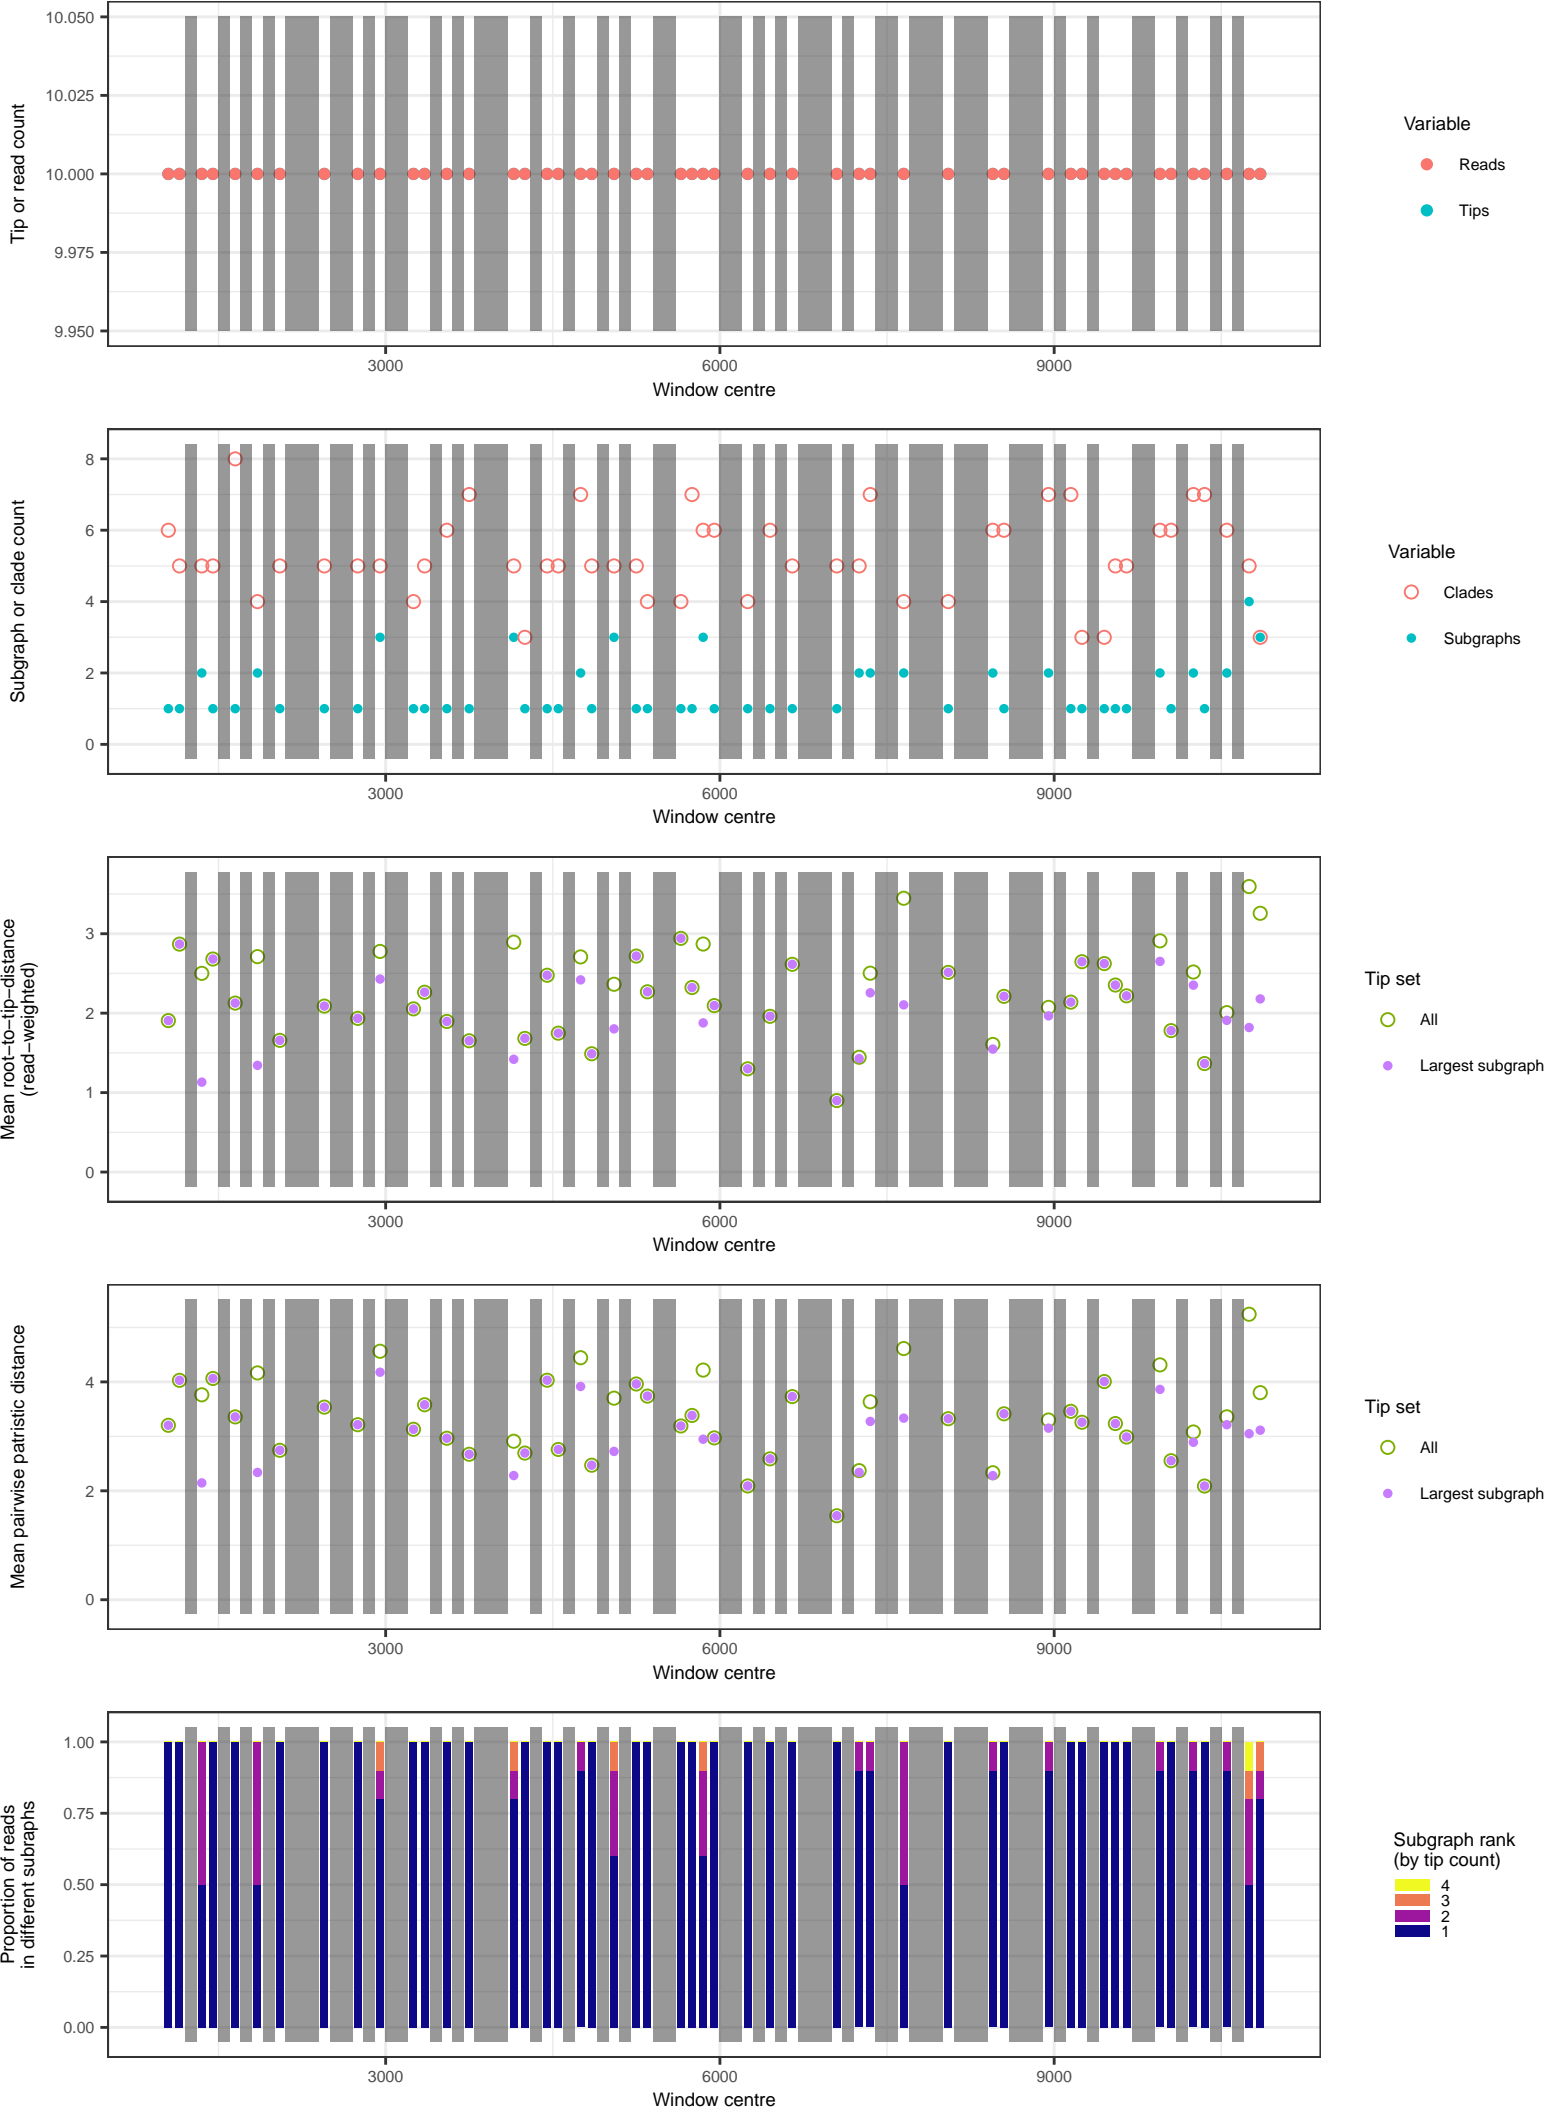 10.050
10.025
10.000
9.975
9.950
Tip or read count
3000 6000 9000
Window centre
Variable
Reads
Tips
8
6
4
2
0
Subgraph or clade count
3000 6000 9000
Window centre
Variable
Clades
Subgraphs
3
2
1
0
Mean root−to−tip−distance
(read−weighted)
3000 6000 9000
Window centre
Tip set
All
Largest subgraph
4
2
0
Mean pairwise patristic distance
3000 6000 9000
Window centre
Tip set
All
Largest subgraph
1.00
0.75
0.50
0.25
0.00
Proportion of reads
in different subraphs
3000 6000 9000
Window centre
Subgraph rank
(by tip count)
4
3
2
1